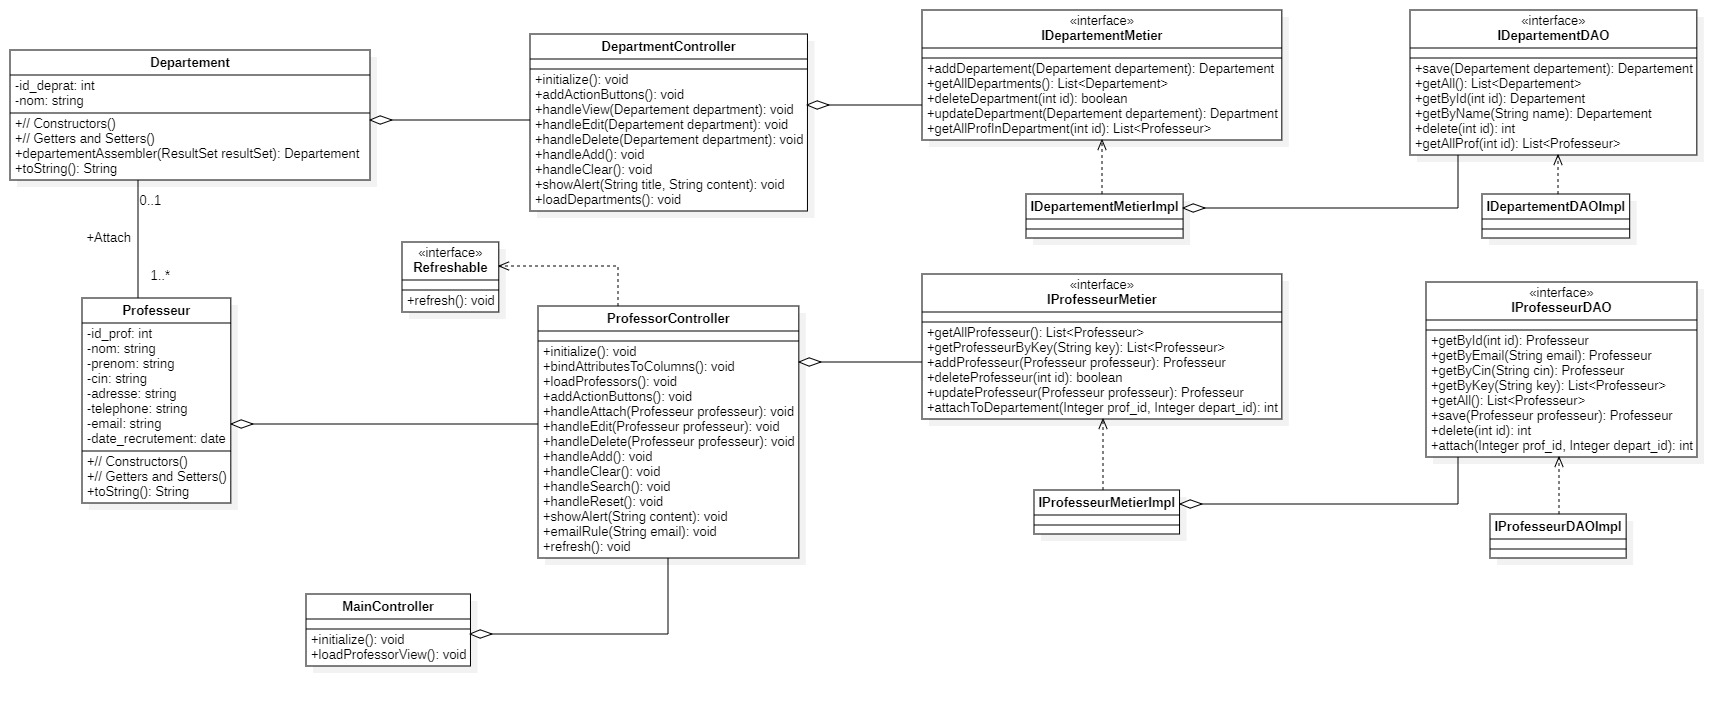 Departement
-id_deprat: int
-nom: string
+// Constructors()
+// Getters and Setters()
+departementAssembler(ResultSet resultSet): Departement
+toString(): String
DepartmentController
+initialize(): void
+addActionButtons(): void
+handleView(Departement department): void
+handleEdit(Departement department): void
+handleDelete(Departement department): void
+handleAdd(): void
+handleClear(): void
+showAlert(String title, String content): void
+loadDepartments(): void
«interface»
IDepartementMetier
+addDepartement(Departement departement): Departement
+getAllDepartments(): List<Departement>
+deleteDepartment(int id): boolean
+updateDepartment(Departement departement): Department
+getAllProfInDepartment(int id): List<Professeur>
«interface»
IDepartementDAO
+save(Departement departement): Departement
+getAll(): List<Departement>
+getById(int id): Departement
+getByName(String name): Departement
+delete(int id): int
+getAllProf(int id): List<Professeur>
IDepartementMetierImpl
IDepartementDAOImpl
0..1
+Attach
1..*
«interface»
Refreshable
+refresh(): void
Professeur
-id_prof: int
-nom: string
-prenom: string
-cin: string
-adresse: string
-telephone: string
-email: string
-date_recrutement: date
+// Constructors()
+// Getters and Setters()
+toString(): String
ProfessorController
+initialize(): void
+bindAttributesToColumns(): void
+loadProfessors(): void
+addActionButtons(): void
+handleAttach(Professeur professeur): void
+handleEdit(Professeur professeur): void
+handleDelete(Professeur professeur): void
+handleAdd(): void
+handleClear(): void
+handleSearch(): void
+handleReset(): void
+showAlert(String content): void
+emailRule(String email): void
+refresh(): void
«interface»
IProfesseurMetier
+getAllProfesseur(): List<Professeur>
+getProfesseurByKey(String key): List<Professeur>
+addProfesseur(Professeur professeur): Professeur
+deleteProfesseur(int id): boolean
+updateProfesseur(Professeur professeur): Professeur
+attachToDepartement(Integer prof_id, Integer depart_id): int
«interface»
IProfesseurDAO
+getById(int id): Professeur
+getByEmail(String email): Professeur
+getByCin(String cin): Professeur
+getByKey(String key): List<Professeur>
+getAll(): List<Professeur>
+save(Professeur professeur): Professeur
+delete(int id): int
+attach(Integer prof_id, Integer depart_id): int
IProfesseurMetierImpl
IProfesseurDAOImpl
MainController
+initialize(): void
+loadProfessorView(): void